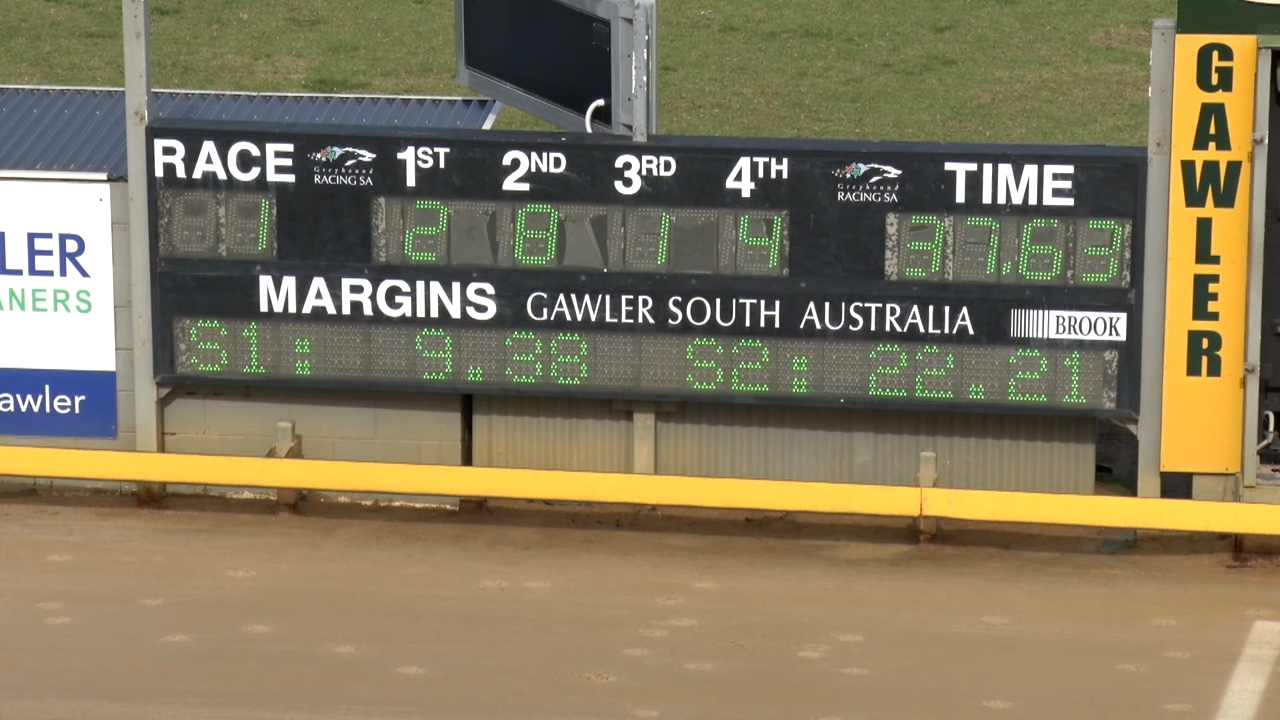 RACE
Greyhound
RACING SA
1ST 2ND 3RD 4TH
Greyhound
RACING SA
TIME
1 2 8 1 4 37.63
MARGINS GAWLER SOUTH AUSTRALIA BROOK
S1: 9.38 S2: 22.21
LER
ANERS
awler
GAWLER